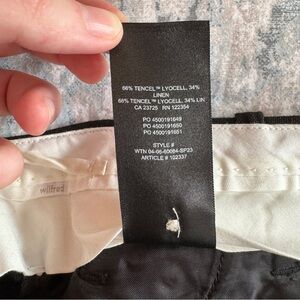 66% TENCEL™ LYOCELL, 34%
LINEN
66% TENCEL™ LYOCELL, 34% LIN
CA 23725 RN 122354
PO 4500191649
PO 4500191650
PO 4500191651
STYLE #
WTN 04-06-60084-SP23
ARTICLE # 102337
wilfred